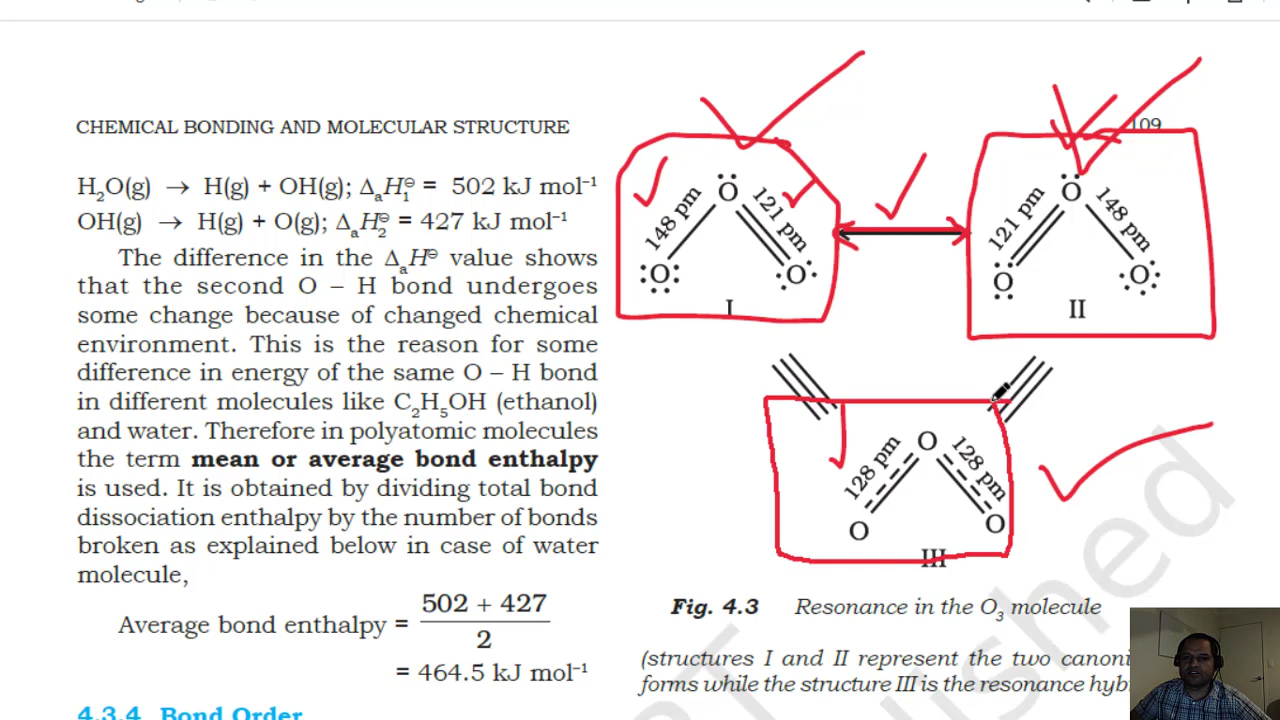 CHEMICAL BONDING AND MOLECULAR STRUCTURE
109
H₂O(g) → H(g) + OH(g); ΔₐH₁⊖ = 502 kJ mol⁻¹
OH(g) → H(g) + O(g); ΔₐH₂⊖ = 427 kJ mol⁻¹
The difference in the ΔₐH⊖ value shows
that the second O – H bond undergoes
some change because of changed chemical
environment. This is the reason for some
difference in energy of the same O – H bond
in different molecules like C₂H₅OH (ethanol)
and water. Therefore in polyatomic molecules
the term mean or average bond enthalpy
is used. It is obtained by dividing total bond
dissociation enthalpy by the number of bonds
broken as explained below in case of water
molecule,
Average bond enthalpy = 502 + 427
2
= 464.5 kJ mol⁻¹
4.3.4 Bond Order
O
148 pm 121 pm
O O
I
O
121 pm 148 pm
O O
II
O
128 pm 128 pm
O O
III
Fig. 4.3 Resonance in the O₃ molecule
(structures I and II represent the two
forms while the structure III is the resonance